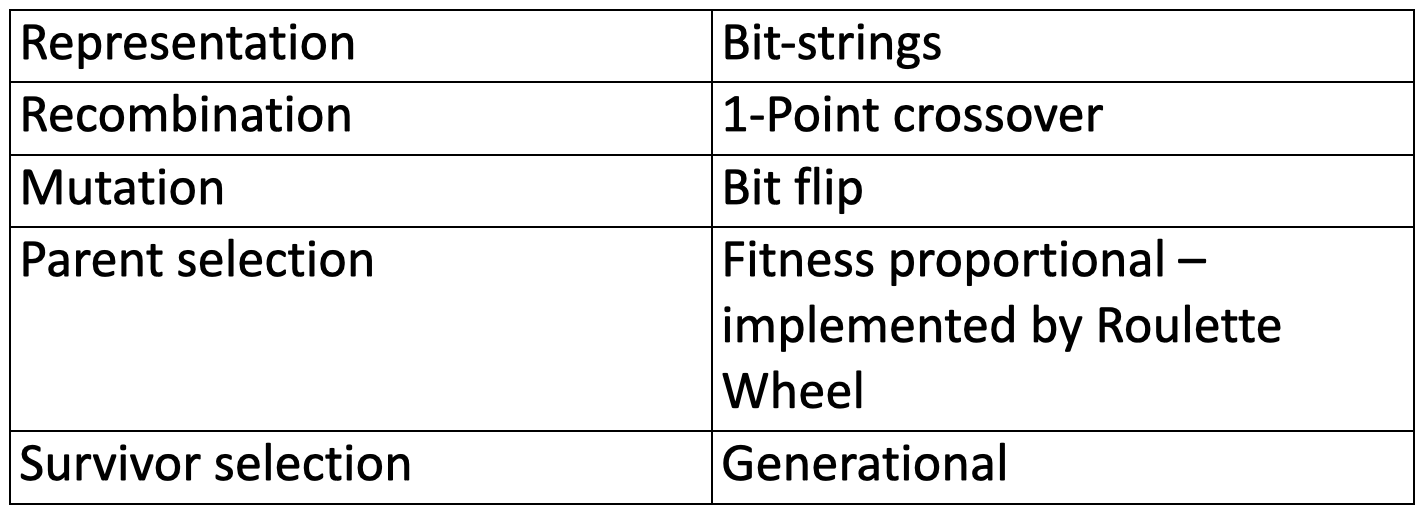 Representation
Bit-strings
Recombination
1-Point crossover
Mutation
Bit flip
Parent selection
Fitness proportional –
implemented by Roulette
Wheel
Survivor selection
Generational